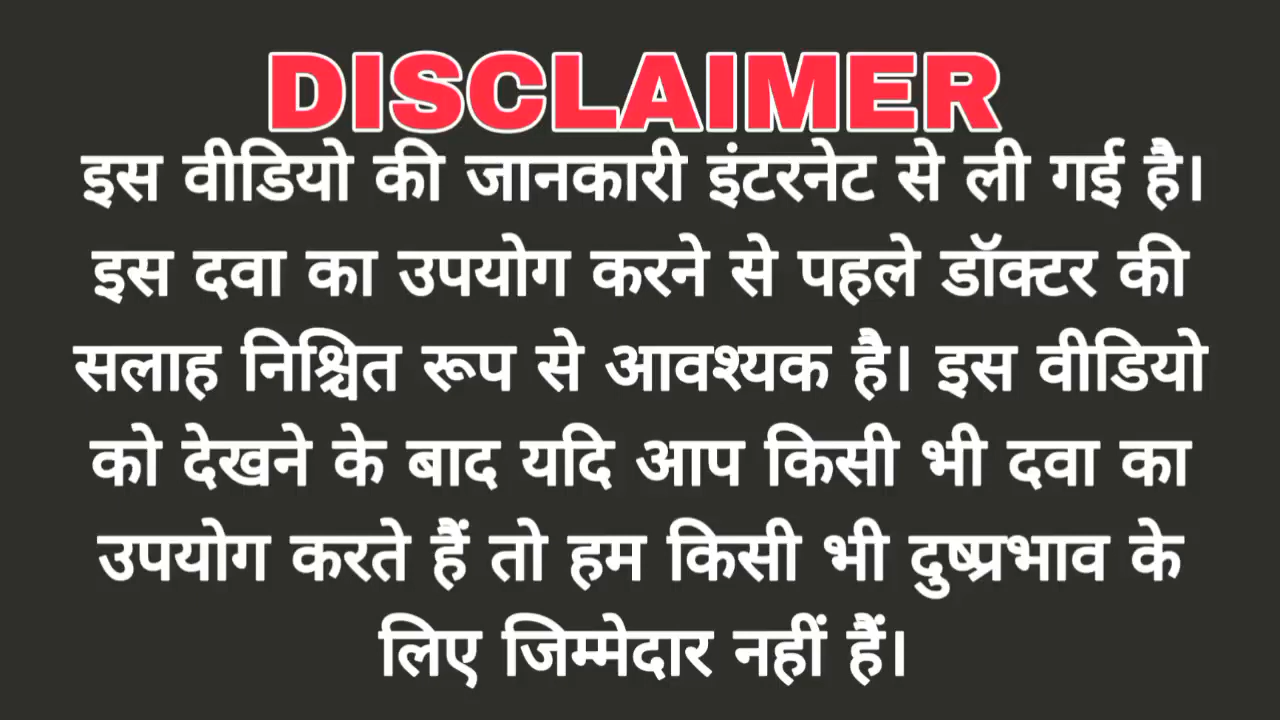 DISCLAIMER
इस वीडियो की जानकारी इंटरनेट से ली गई है।
इस दवा का उपयोग करने से पहले डॉक्टर की
सलाह निश्चित रूप से आवश्यक है। इस वीडियो
को देखने के बाद यदि आप किसी भी दवा का
उपयोग करते हैं तो हम किसी भी दुष्प्रभाव के
लिए जिम्मेदार नहीं हैं।